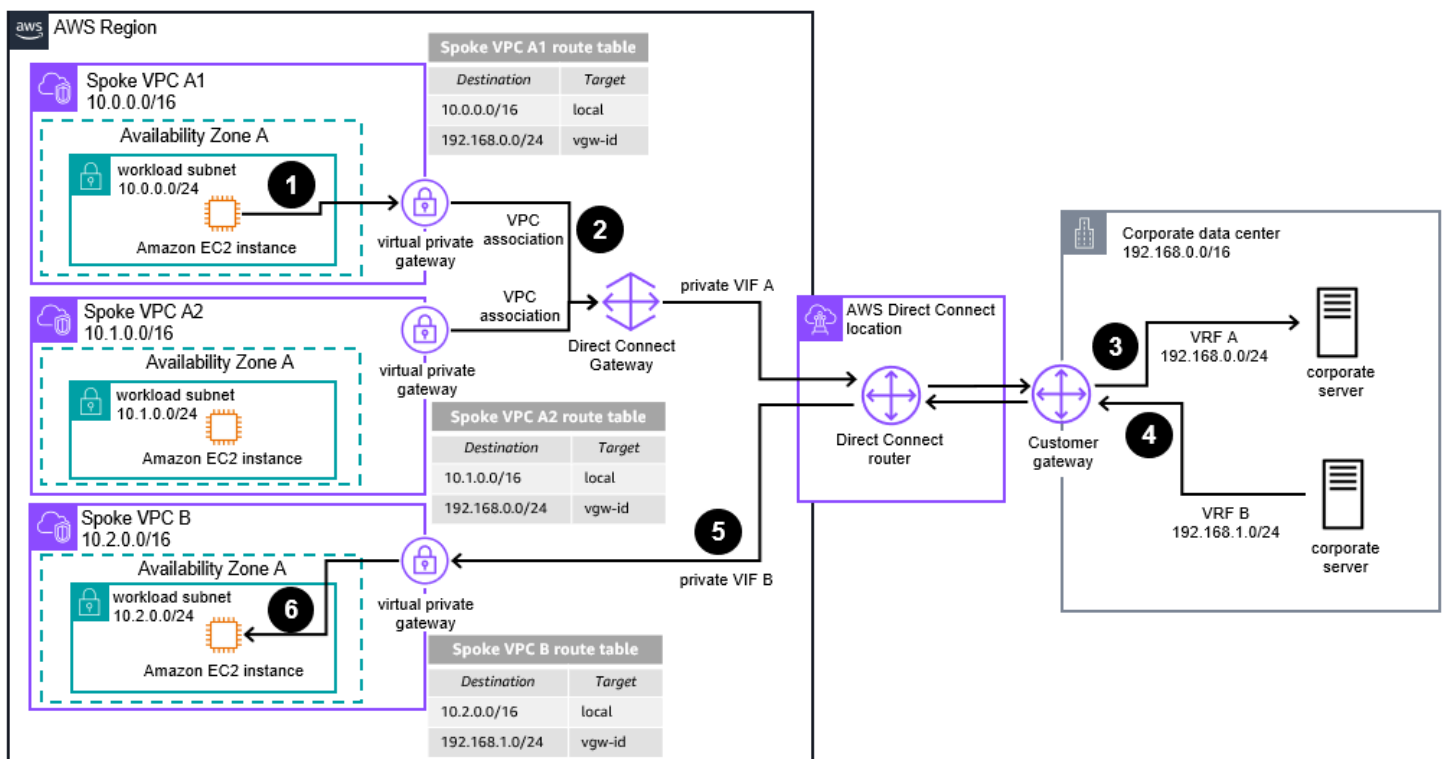 aws
AWS Region
Spoke VPC A1 route table
Destination Target
10.0.0.0/16 local
192.168.0.0/24 vgw-id
Spoke VPC A1
10.0.0.0/16
Availability Zone A
workload subnet
10.0.0.0/24
1
Amazon EC2 instance
virtual private
gateway
VPC
association
2
VPC
association
Direct Connect
Gateway
private VIF A
Spoke VPC A2
10.1.0.0/16
Availability Zone A
workload subnet
10.1.0.0/24
Amazon EC2 instance
virtual private
gateway
Spoke VPC A2 route table
Destination Target
10.1.0.0/16 local
192.168.0.0/24 vgw-id
Spoke VPC B
10.2.0.0/16
Availability Zone A
workload subnet
10.2.0.0/24
6
Amazon EC2 instance
virtual private
gateway
5
private VIF B
Spoke VPC B route table
Destination Target
10.2.0.0/16 local
192.168.1.0/24 vgw-id
AWS Direct Connect
location
Direct Connect
router
Customer
gateway
Corporate data center
192.168.0.0/16
3
VRF A
192.168.0.0/24
corporate
server
4
VRF B
192.168.1.0/24
corporate
server